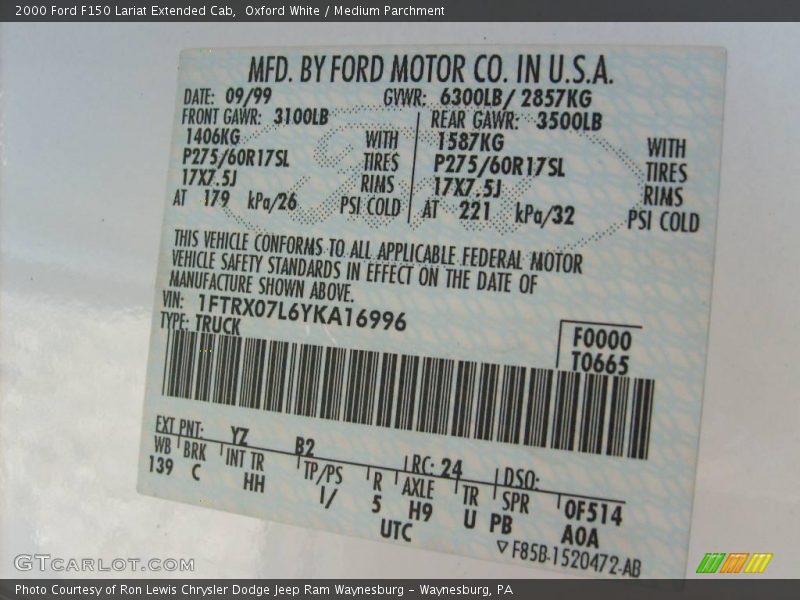 2000 Ford F150 Lariat Extended Cab,  Oxford White / Medium Parchment
MFD. BY FORD MOTOR CO. IN U.S.A.
DATE: 09/99 GVWR: 6300LB/ 2857KG
FRONT GAWR: 3100LB REAR GAWR: 3500LB
1406KG WITH 1587KG WITH
P275/60R17SL TIRES P275/60R17SL TIRES
17X7.5J RIMS 17X7.5J RIMS
AT 179 kPa/26 PSI COLD AT 221 kPa/32 PSI COLD
THIS VEHICLE CONFORMS TO ALL APPLICABLE FEDERAL MOTOR
VEHICLE SAFETY STANDARDS IN EFFECT ON THE DATE OF
MANUFACTURE SHOWN ABOVE.
VIN: 1FTRX07L6YKA16996
TYPE: TRUCK
F0000
T0665
EXT PNT: YZ B2 RC: 24 DSO:
WB BRK INT TR TP/PS R AXLE TR SPR 0F514
139 C HH I/ 5 H9 U PB A0A
UTC
▽F85B-1520472-AB
GTCARLOT.COM
Photo Courtesy of Ron Lewis Chrysler Dodge Jeep Ram Waynesburg – Waynesburg, PA